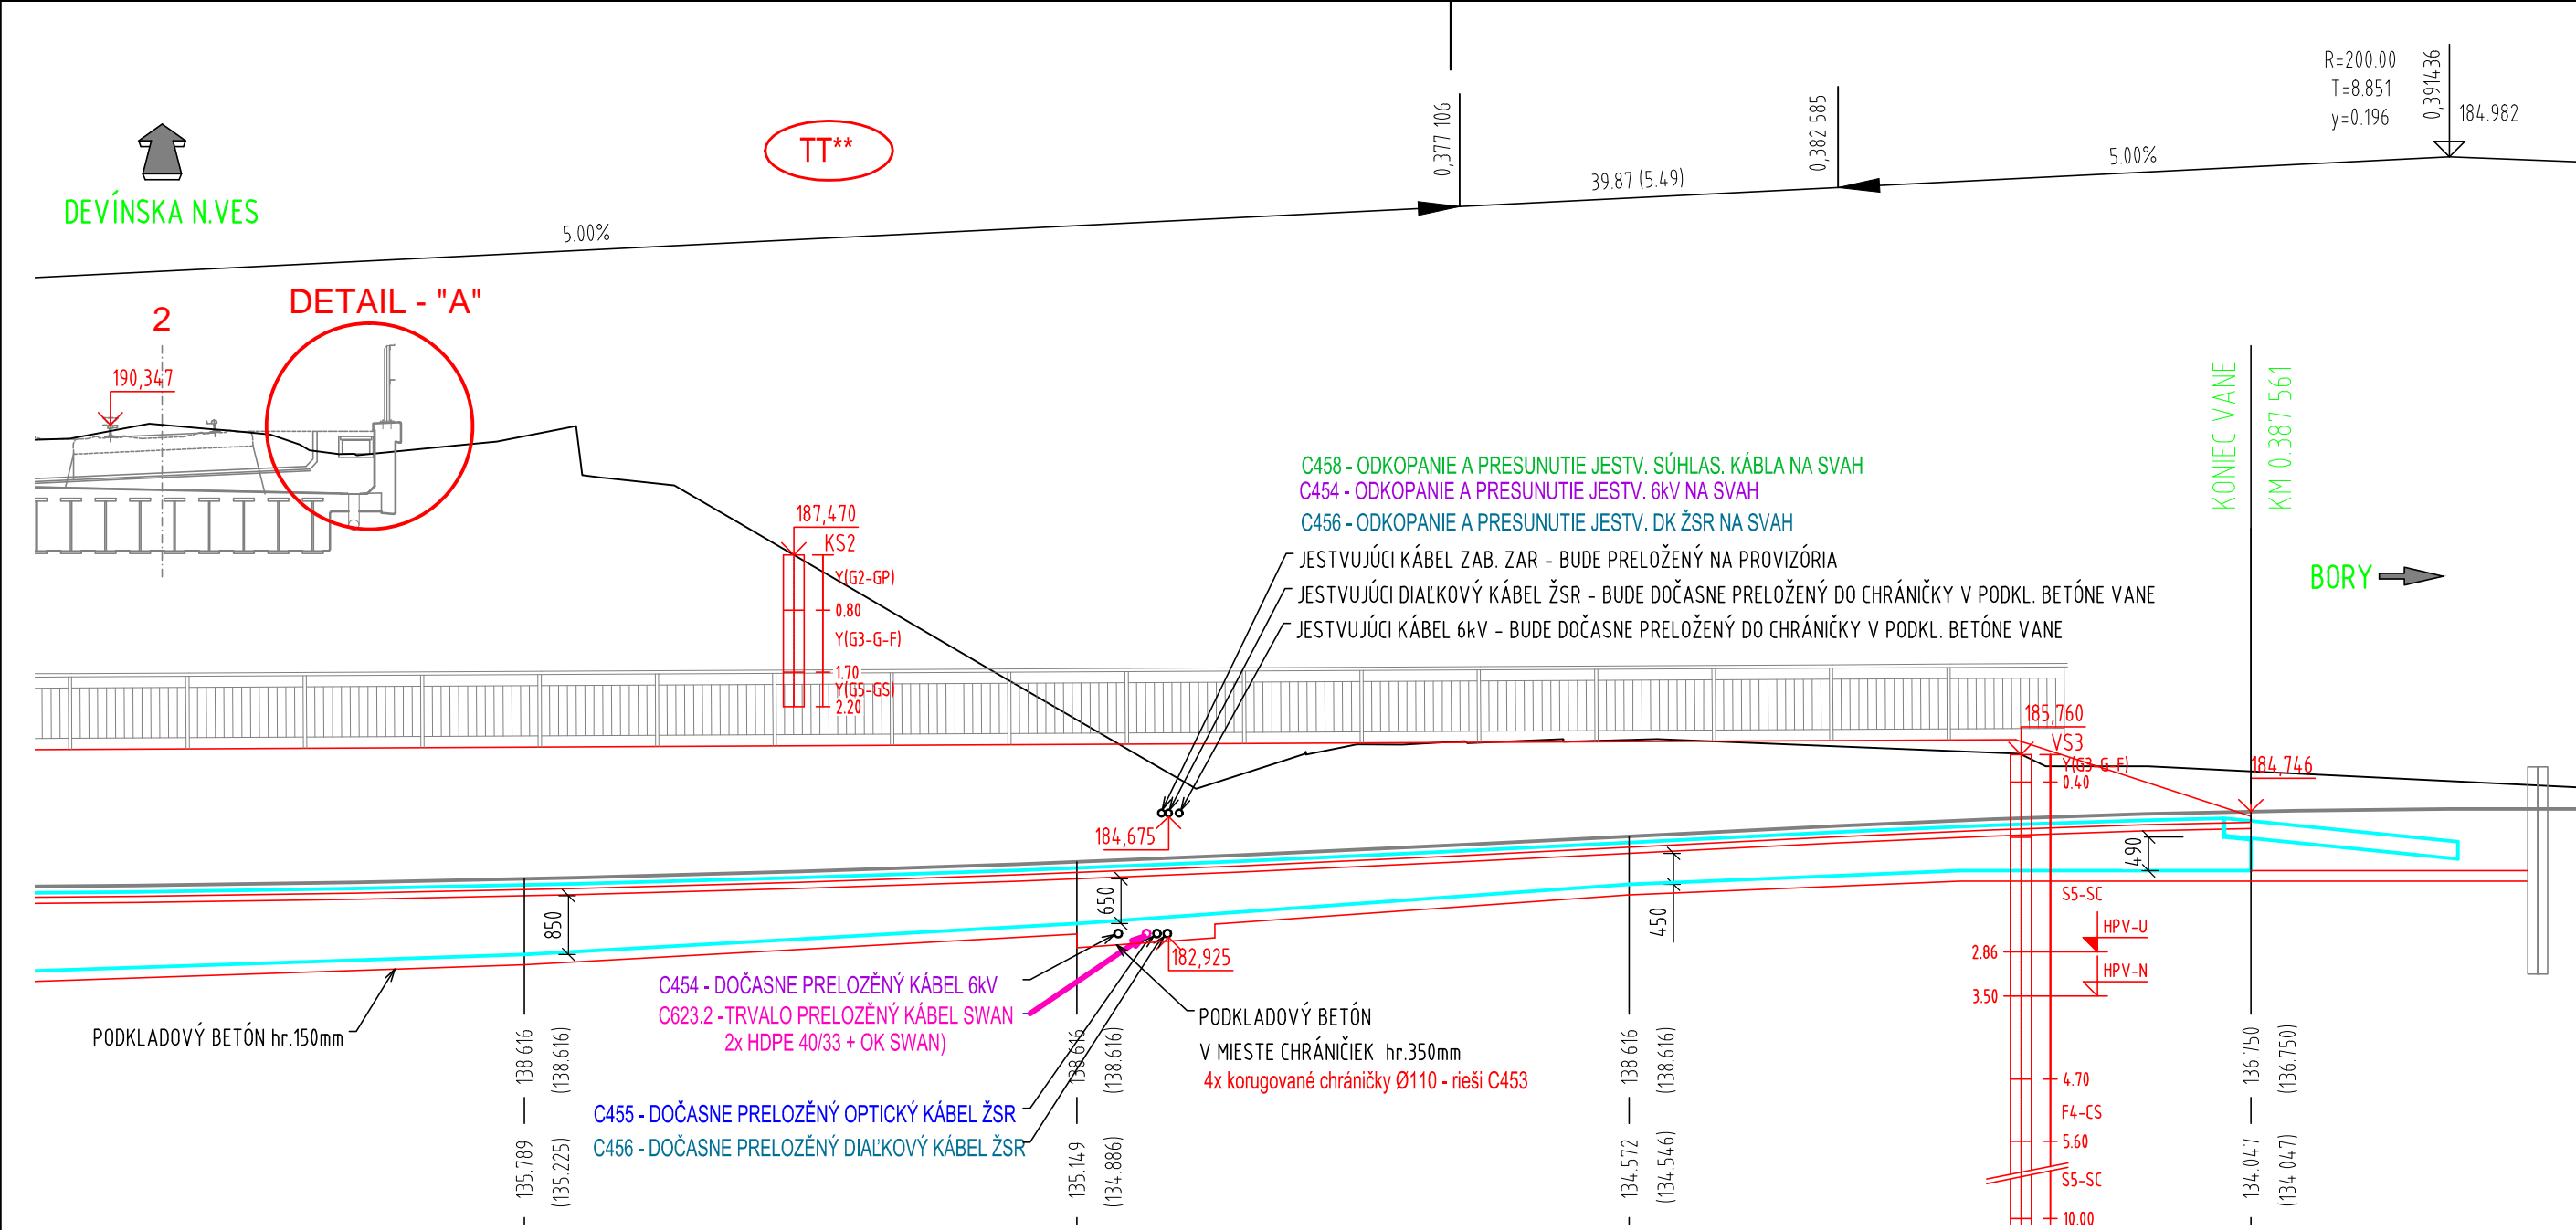 R=200.00
T=8.851
y=0.196
0,391436
184.982
0,377 106
0,382 585
TT**
DEVÍNSKA N.VES
5.00%
39.87 (5.49)
5.00%
DETAIL - "A"
2
190,347
KONIEC VANE
KM 0.387 561
C458 - ODKOPANIE A PRESUNUTIE JESTV. SÚHLAS. KÁBLA NA SVAH
C454 - ODKOPANIE A PRESUNUTIE JESTV. 6kV NA SVAH
C456 - ODKOPANIE A PRESUNUTIE JESTV. DK ŽSR NA SVAH
187,470
KS2
Y(G2-GP)
0.80
Y(G3-G-F)
1.70
Y(G5-GS)
2.20
JESTVUJÚCI KÁBEL ZAB. ZAR - BUDE PRELOŽENÝ NA PROVIZÓRIA
JESTVUJÚCI DIAĽKOVÝ KÁBEL ŽSR - BUDE DOČASNE PRELOŽENÝ DO CHRÁNIČKY V PODKL. BETÓNE VANE
JESTVUJÚCI KÁBEL 6kV - BUDE DOČASNE PRELOŽENÝ DO CHRÁNIČKY V PODKL. BETÓNE VANE
BORY
185,760
VS3
Y(G3-G-F)
0.40
184,746
184,675
490
850
650
450
S5-SC
HPV-U
2.86
HPV-N
3.50
182,925
C454 - DOČASNE PRELOZĚNÝ KÁBEL 6kV
C623.2 - TRVALO PRELOZĚNÝ KÁBEL SWAN
2x HDPE 40/33 + OK SWAN)
PODKLADOVÝ BETÓN hr.150mm
PODKLADOVÝ BETÓN
V MIESTE CHRÁNIČIEK hr.350mm
4x korugované chráničky Ø110 - rieši C453
C455 - DOČASNE PRELOZĚNÝ OPTICKÝ KÁBEL ŽSR
C456 - DOČASNE PRELOZĚNÝ DIAĽKOVÝ KÁBEL ŽSR
4.70
F4-CS
5.60
S5-SC
10.00
138.616
(138.616)
138.616
(138.616)
138.616
(138.616)
136.750
(136.750)
135.789
(135.225)
135.149
(134.886)
134.572
(134.546)
134.047
(134.047)